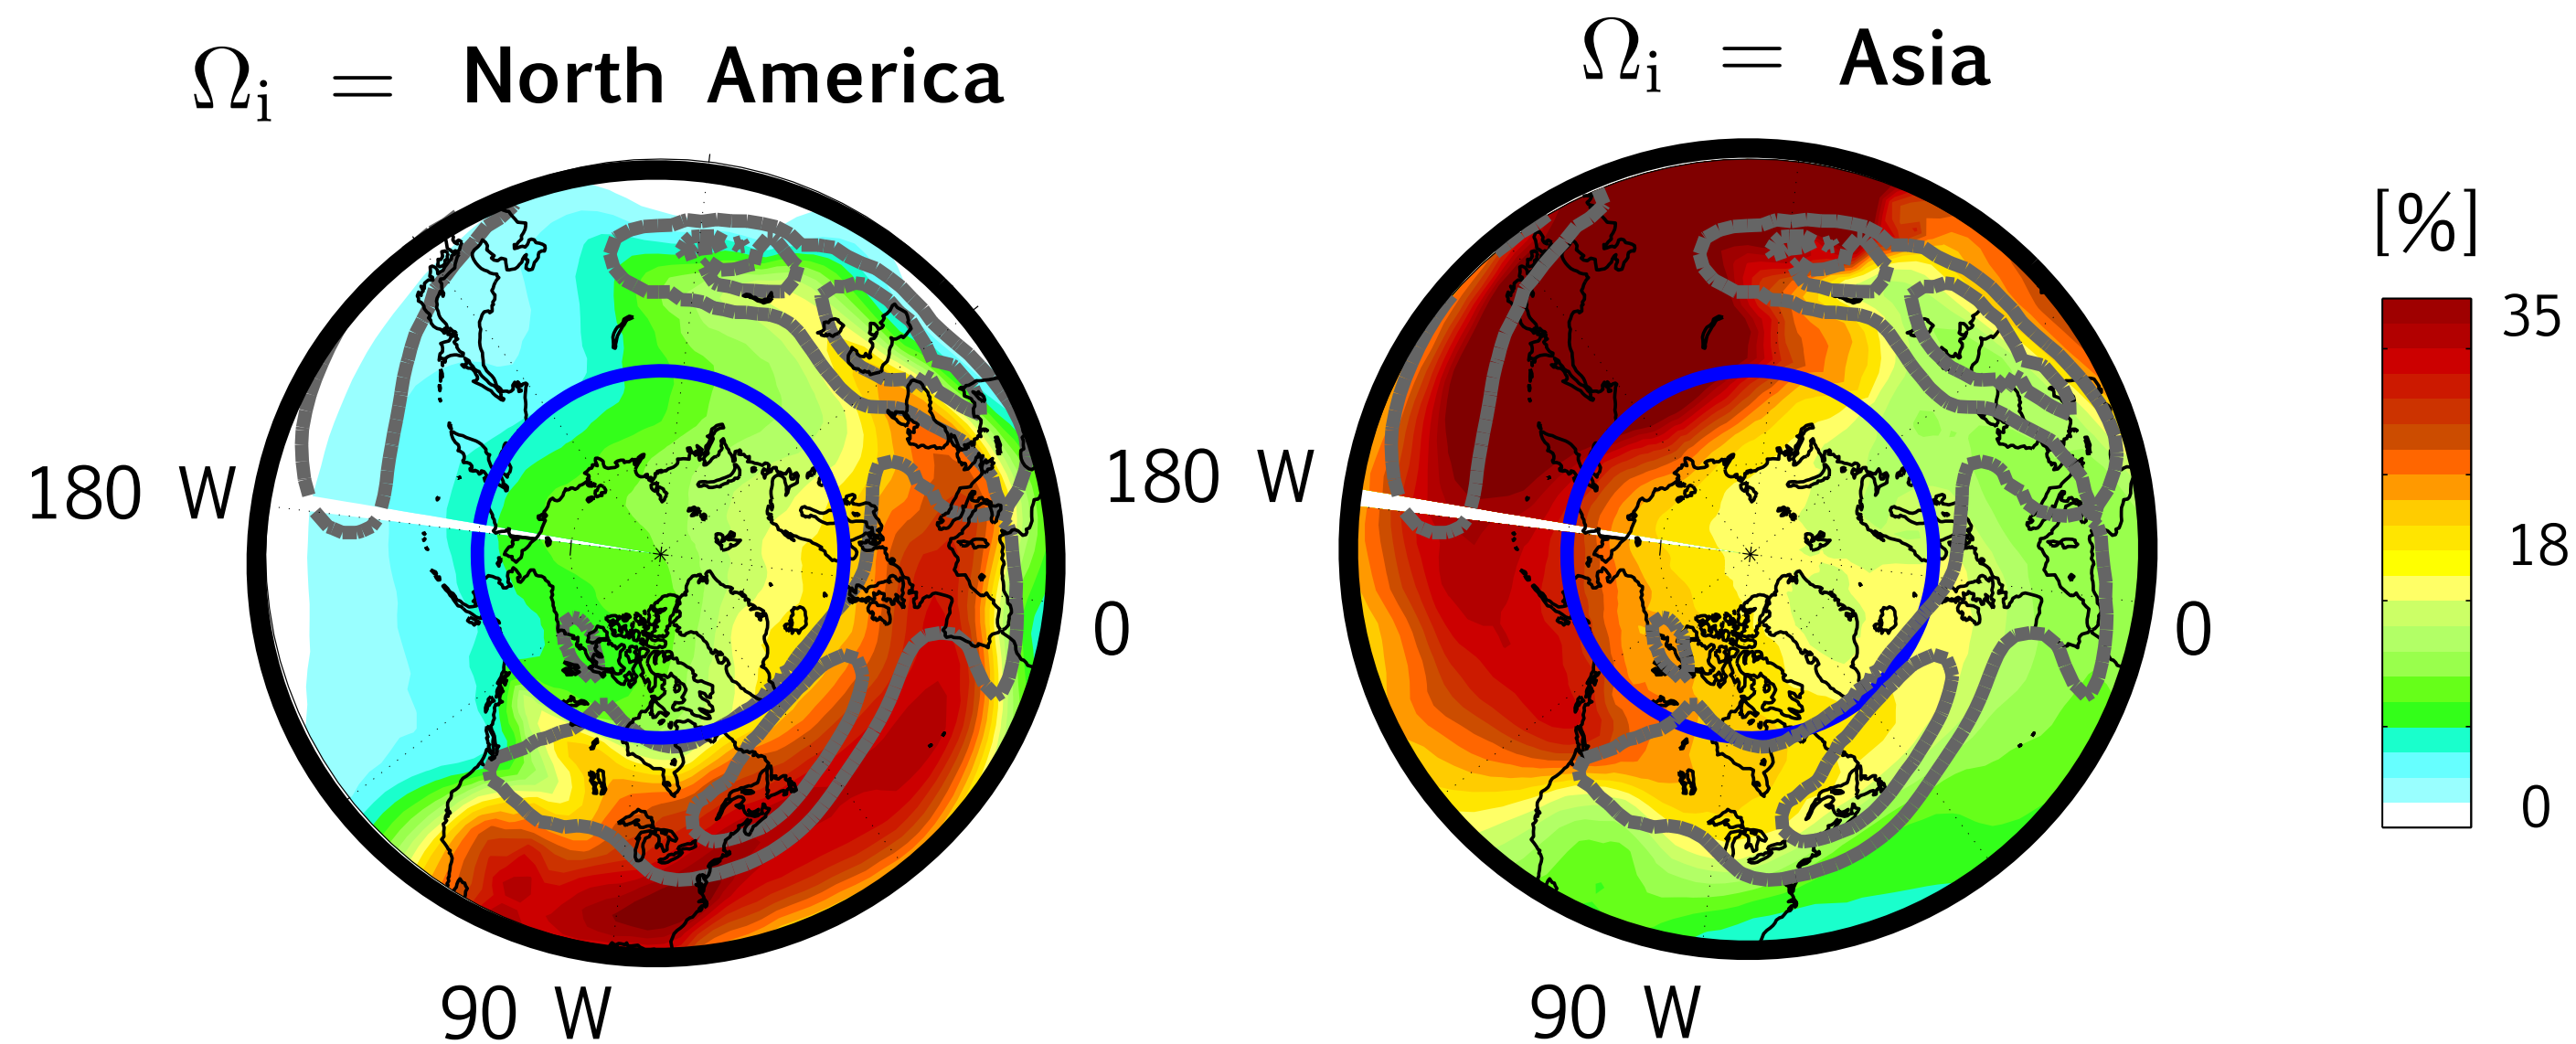 Ωi = North America
Ωi = Asia
[%]
35
180 W
180 W
18
0
0
0
90 W
90 W